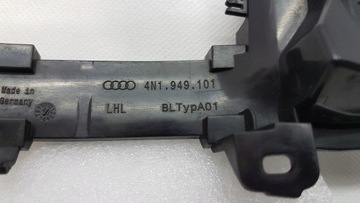 Made in
Germany
4N1.949.101
LHL BLTypA01